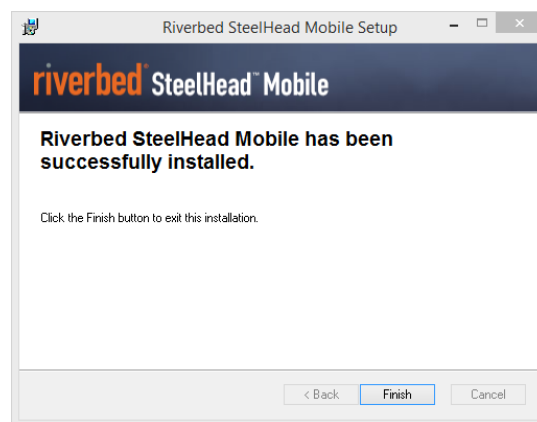 Riverbed SteelHead Mobile Setup
riverbed® SteelHead™ Mobile
Riverbed SteelHead Mobile has been
successfully installed.
Click the Finish button to exit this installation.
< Back Finish Cancel